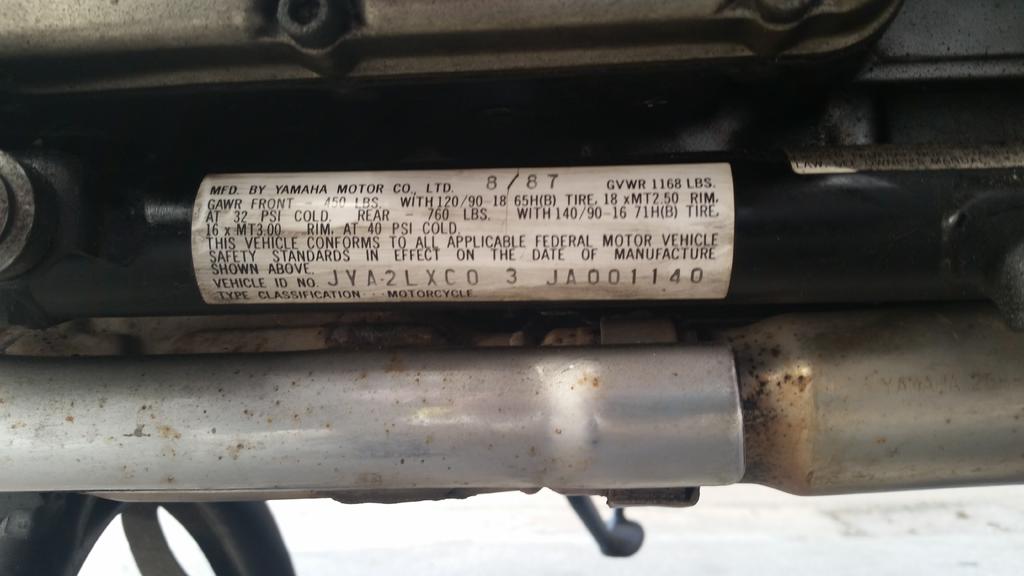 MFD. BY YAMAHA MOTOR CO., LTD. 8/87 GVWR 1168 LBS.
GAWR FRONT - 450 LBS. WITH 120/90-18 65H(B) TIRE, 18 xMT2.50 RIM,
AT 32 PSI COLD. REAR - 760 LBS. WITH 140/90-16 71H(B) TIRE,
16 x MT3.00 RIM, AT 40 PSI COLD.
THIS VEHICLE CONFORMS TO ALL APPLICABLE FEDERAL MOTOR VEHICLE
SAFETY STANDARDS IN EFFECT ON THE DATE OF MANUFACTURE
SHOWN ABOVE.
VEHICLE ID NO. JYA2LXC0 3 JA001140
TYPE CLASSIFICATION : MOTORCYCLE
OWNER'S MANUAL
YAMAHA